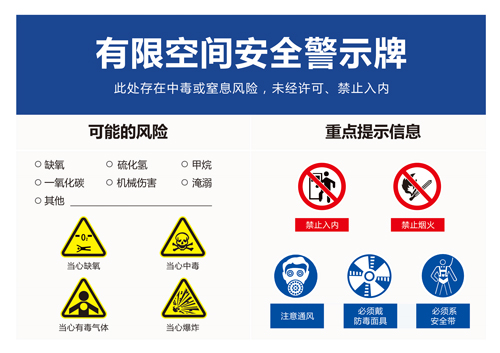 有限空间安全警示牌
此处存在中毒或窒息风险，未经许可、禁止入内
可能的风险
○ 缺氧 ○ 硫化氢 ○ 甲烷
○ 一氧化碳 ○ 机械伤害 ○ 淹溺
○ 其他
当心缺氧 当心中毒
当心有毒气体 当心爆炸
重点提示信息
禁止入内 禁止烟火
注意通风
必须戴
防毒面具
必须系
安全带